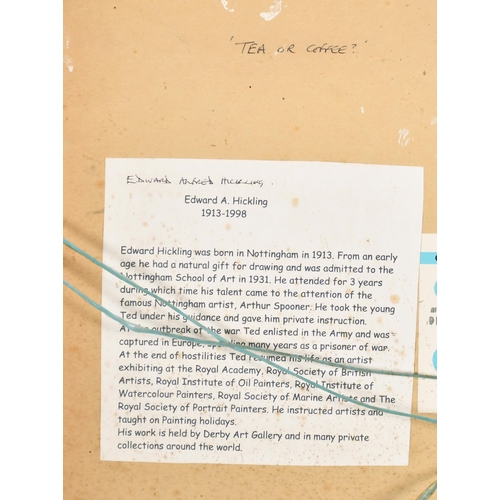 'TEA OR COFFEE?'
EDWARD ALFRED HICKLING.
Edward A. Hickling
1913-1998
Edward Hickling was born in Nottingham in 1913. From an early
age he had a natural gift for drawing and was admitted to the
Nottingham School of Art in 1931. He attended for 3 years
during which time his talent came to the attention of the
famous Nottingham artist, Arthur Spooner. He took the young
Ted under his guidance and gave him private instruction.
At the outbreak of the war Ted enlisted in the Army and was
captured in Europe, spending many years as a prisoner of war.
At the end of hostilities Ted resumed his life as an artist
exhibiting at the Royal Academy, Royal Society of British
Artists, Royal Institute of Oil Painters, Royal Institute of
Watercolour Painters, Royal Society of Marine Artists and The
Royal Society of Portrait Painters. He instructed artists and
taught on Painting holidays.
His work is held by Derby Art Gallery and in many private
collections around the world.